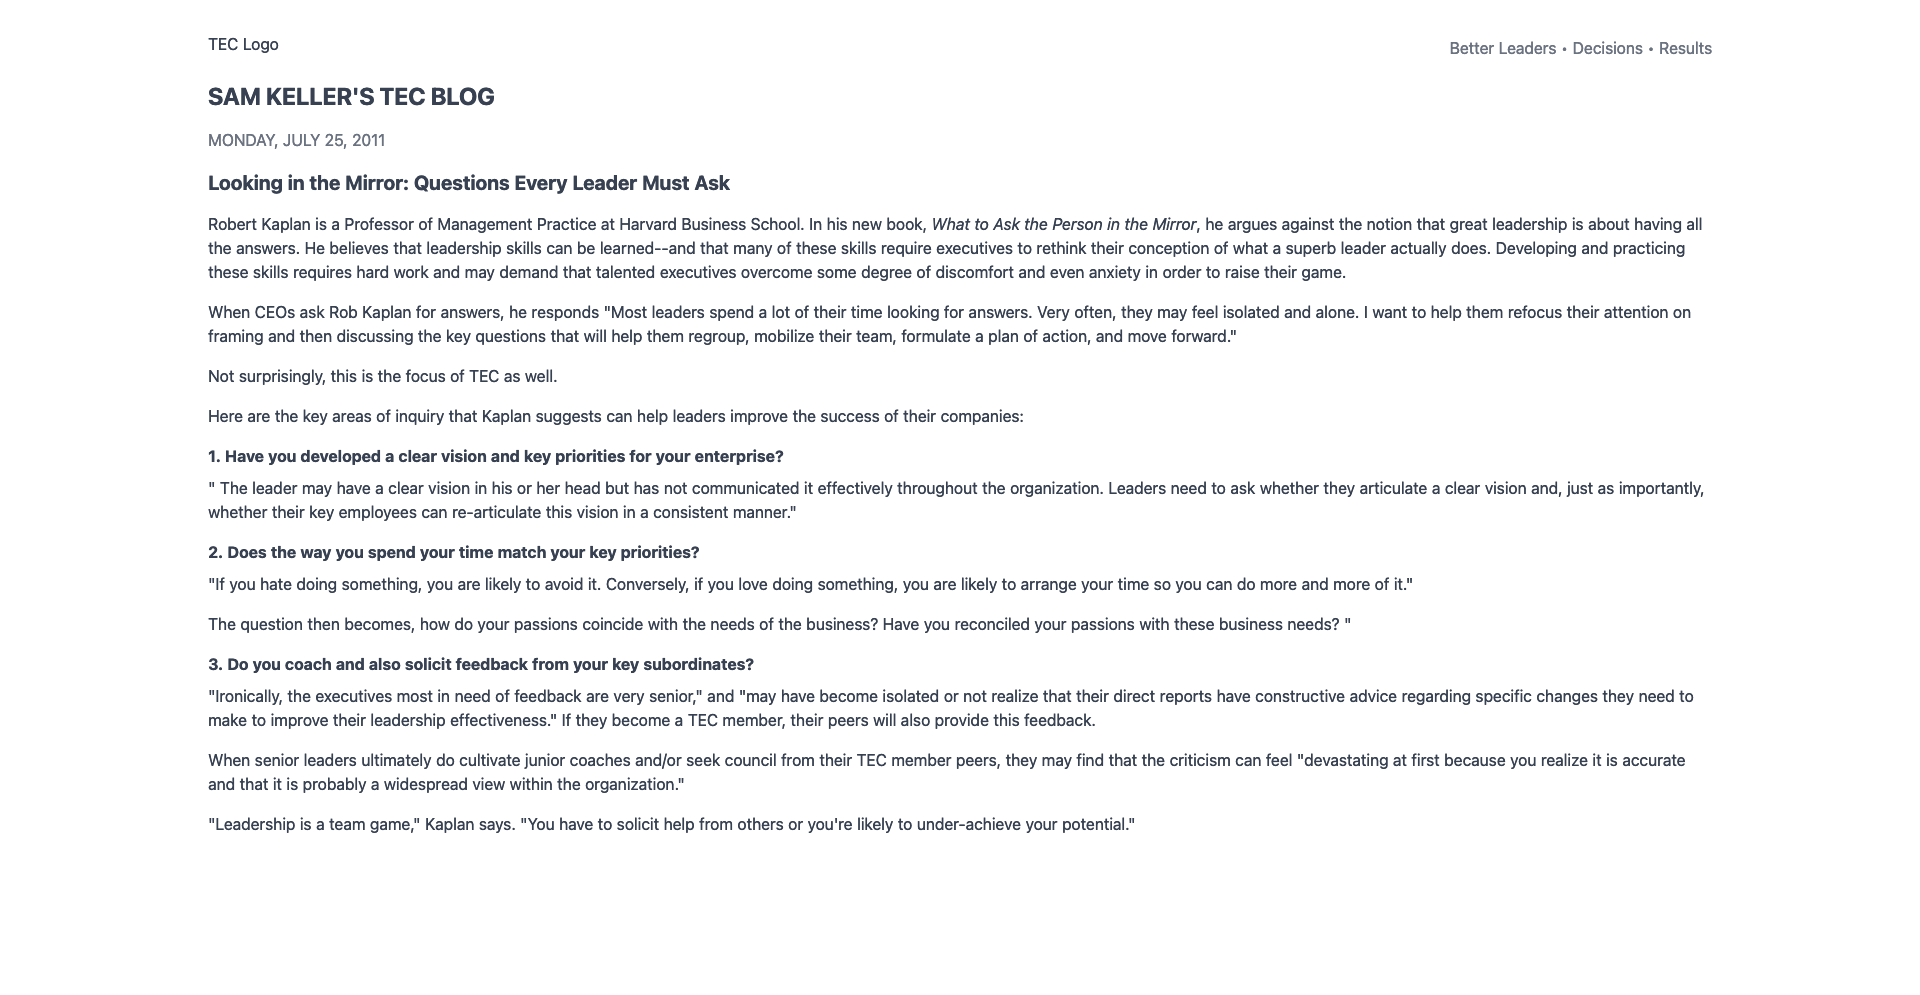 TEC Logo
Better Leaders • Decisions • Results
SAM KELLER'S TEC BLOG
MONDAY, JULY 25, 2011
Looking in the Mirror: Questions Every Leader Must Ask
Robert Kaplan is a Professor of Management Practice at Harvard Business School. In his new book, What to Ask the Person in the Mirror, he argues against the notion that great leadership is about having all
the answers. He believes that leadership skills can be learned--and that many of these skills require executives to rethink their conception of what a superb leader actually does. Developing and practicing
these skills requires hard work and may demand that talented executives overcome some degree of discomfort and even anxiety in order to raise their game.
When CEOs ask Rob Kaplan for answers, he responds "Most leaders spend a lot of their time looking for answers. Very often, they may feel isolated and alone. I want to help them refocus their attention on
framing and then discussing the key questions that will help them regroup, mobilize their team, formulate a plan of action, and move forward."
Not surprisingly, this is the focus of TEC as well.
Here are the key areas of inquiry that Kaplan suggests can help leaders improve the success of their companies:
1. Have you developed a clear vision and key priorities for your enterprise?
" The leader may have a clear vision in his or her head but has not communicated it effectively throughout the organization. Leaders need to ask whether they articulate a clear vision and, just as importantly,
whether their key employees can re-articulate this vision in a consistent manner."
2. Does the way you spend your time match your key priorities?
"If you hate doing something, you are likely to avoid it. Conversely, if you love doing something, you are likely to arrange your time so you can do more and more of it."
The question then becomes, how do your passions coincide with the needs of the business? Have you reconciled your passions with these business needs? "
3. Do you coach and also solicit feedback from your key subordinates?
"Ironically, the executives most in need of feedback are very senior," and "may have become isolated or not realize that their direct reports have constructive advice regarding specific changes they need to
make to improve their leadership effectiveness." If they become a TEC member, their peers will also provide this feedback.
When senior leaders ultimately do cultivate junior coaches and/or seek council from their TEC member peers, they may find that the criticism can feel "devastating at first because you realize it is accurate
and that it is probably a widespread view within the organization."
"Leadership is a team game," Kaplan says. "You have to solicit help from others or you're likely to under-achieve your potential."